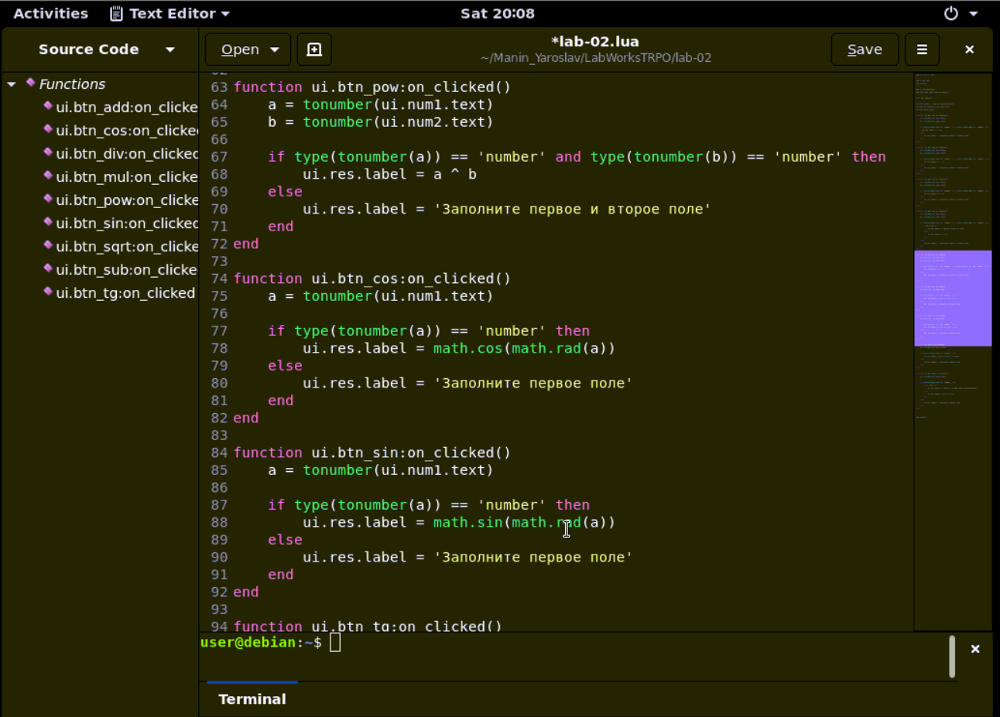 Activities Text Editor Sat 20:08
Source Code Open *lab-02.lua Save
~/Manin_Yaroslav/LabWorksTRPO/lab-02
Functions
ui.btn_add:on_clicke
ui.btn_cos:on_clicke
ui.btn_div:on_clicked
ui.btn_mul:on_clicke
ui.btn_pow:on_clicke
ui.btn_sin:on_clicked
ui.btn_sqrt:on_clicke
ui.btn_sub:on_clicke
ui.btn_tg:on_clicked
63 function ui.btn_pow:on_clicked()
64     a = tonumber(ui.num1.text)
65     b = tonumber(ui.num2.text)
66
67     if type(tonumber(a)) == 'number' and type(tonumber(b)) == 'number' then
68         ui.res.label = a ^ b
69     else
70         ui.res.label = 'Заполните первое и второе поле'
71     end
72 end
73
74 function ui.btn_cos:on_clicked()
75     a = tonumber(ui.num1.text)
76
77     if type(tonumber(a)) == 'number' then
78         ui.res.label = math.cos(math.rad(a))
79     else
80         ui.res.label = 'Заполните первое поле'
81     end
82 end
83
84 function ui.btn_sin:on_clicked()
85     a = tonumber(ui.num1.text)
86
87     if type(tonumber(a)) == 'number' then
88         ui.res.label = math.sin(math.rad(a))
89     else
90         ui.res.label = 'Заполните первое поле'
91     end
92 end
93
94 function ui.btn_tg:on_clicked()
user@debian:~$
Terminal